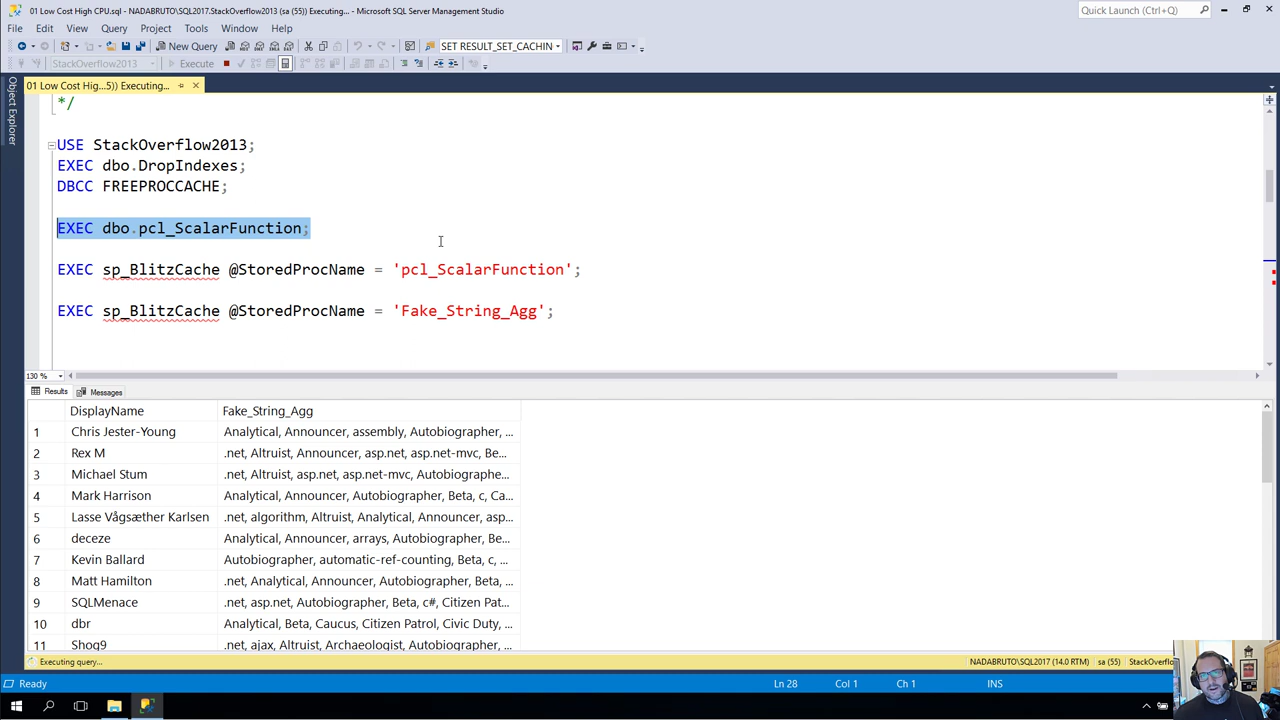 01 Low Cost High CPU.sql - NADABRUTO\SQL2017.StackOverflow2013 (sa (55)) Executing... - Microsoft SQL Server Management Studio
Quick Launch (Ctrl+Q)
File Edit View Query Project Tools Window Help
New Query SET RESULT_SET_CACHIN
StackOverflow2013 Execute
01 Low Cost Hig...5)) Executing...
Object Explorer
*/
USE StackOverflow2013;
EXEC dbo.DropIndexes;
DBCC FREEPROCCACHE;
EXEC dbo.pcl_ScalarFunction;
EXEC sp_BlitzCache @StoredProcName = 'pcl_ScalarFunction';
EXEC sp_BlitzCache @StoredProcName = 'Fake_String_Agg';
130 %
Results Messages
DisplayName Fake_String_Agg
1 Chris Jester-Young Analytical, Announcer, assembly, Autobiographer, ...
2 Rex M .net, Altruist, Announcer, asp.net, asp.net-mvc, Be...
3 Michael Stum .net, Altruist, asp.net, asp.net-mvc, Autobiographe...
4 Mark Harrison Analytical, Announcer, Autobiographer, Beta, c, Ca...
5 Lasse Vågsæther Karlsen .net, algorithm, Altruist, Analytical, Announcer, asp...
6 deceze Analytical, Announcer, arrays, Autobiographer, Be...
7 Kevin Ballard Autobiographer, automatic-ref-counting, Beta, c, ...
8 Matt Hamilton .net, Analytical, Announcer, Autobiographer, Beta, ...
9 SQLMenace .net, asp.net, Autobiographer, Beta, c#, Citizen Pat...
10 dbr Analytical, Beta, Caucus, Citizen Patrol, Civic Duty, ...
11 Shog9 .net, ajax, Altruist, Archaeologist, Autobiographer, ...
Executing query... NADABRUTO\SQL2017 (14.0 RTM) sa (55) StackOverflo
Ready Ln 28 Col 1 Ch 1 INS